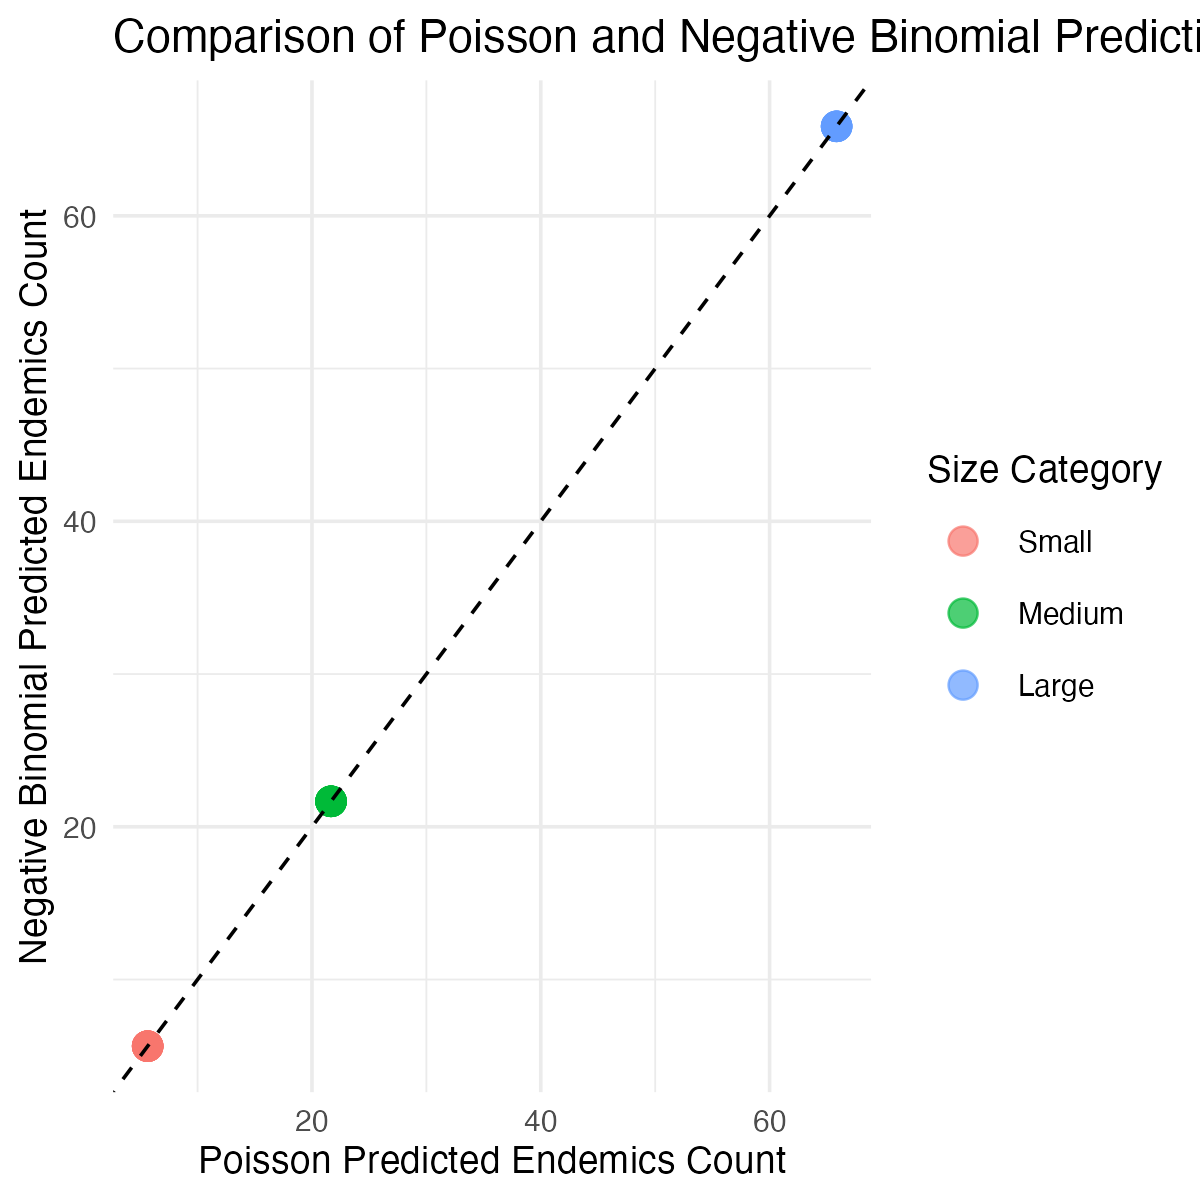 Comparison of Poisson and Negative Binomial Predicti
Negative Binomial Predicted Endemics Count
60
40
20
20 40 60
Poisson Predicted Endemics Count
Size Category
Small
Medium
Large